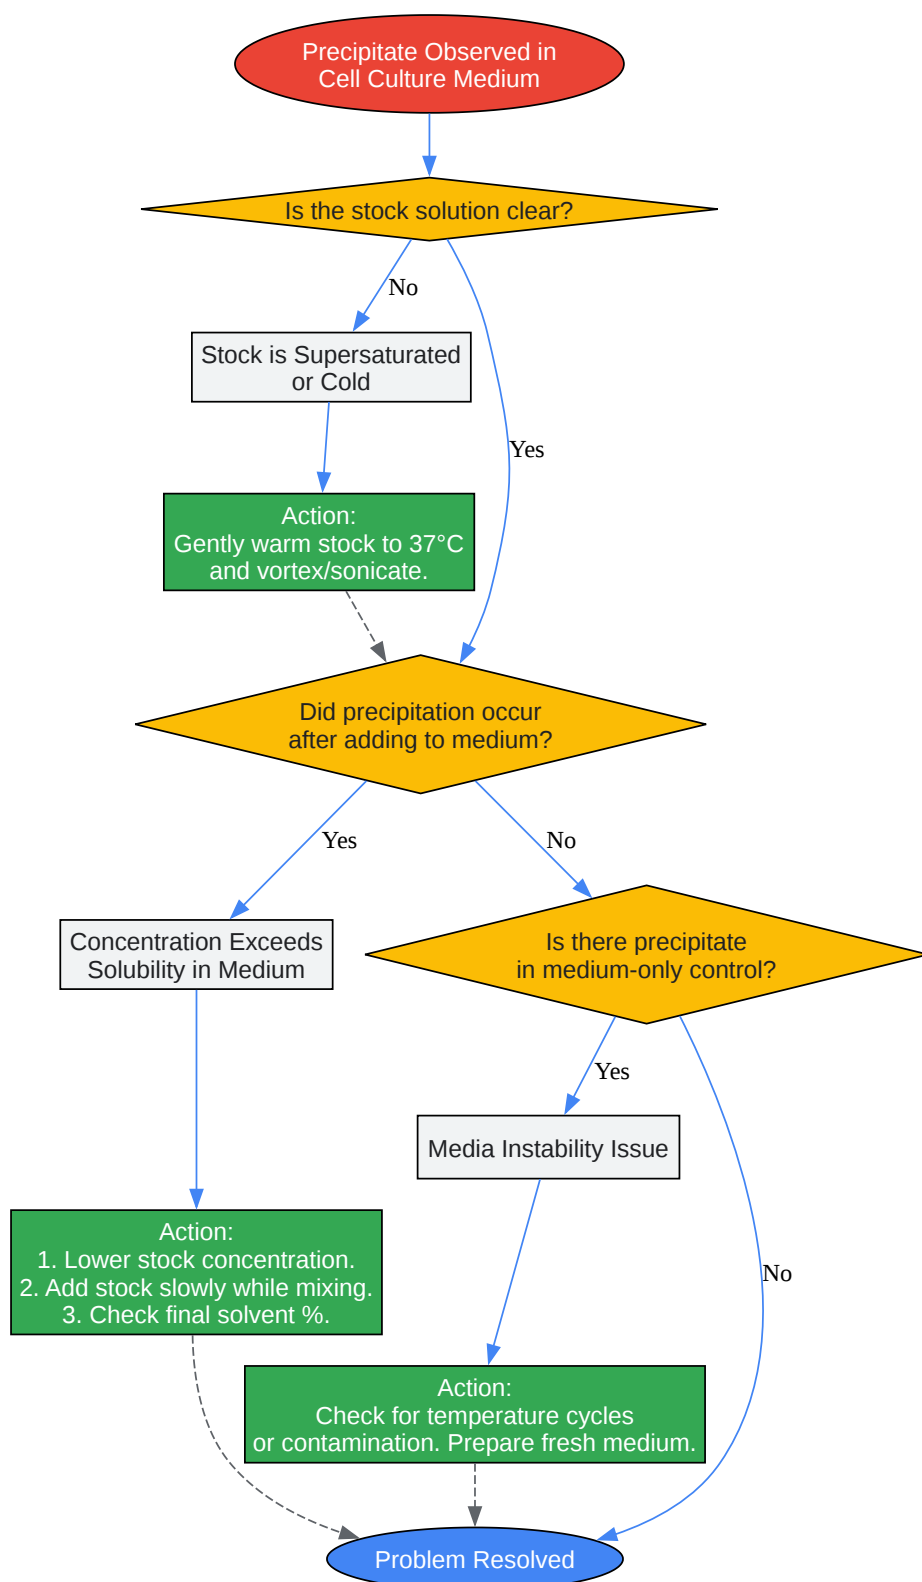 Precipitate Observed in
Cell Culture Medium
Is the stock solution clear?
No
Stock is Supersaturated
or Cold
Yes
Action:
Gently warm stock to 37°C
and vortex/sonicate.
Did precipitation occur
after adding to medium?
Yes
No
Concentration Exceeds
Solubility in Medium
Is there precipitate
in medium-only control?
Yes
Media Instability Issue
Action:
1. Lower stock concentration.
2. Add stock slowly while mixing.
3. Check final solvent %.
No
Action:
Check for temperature cycles
or contamination. Prepare fresh medium.
Problem Resolved